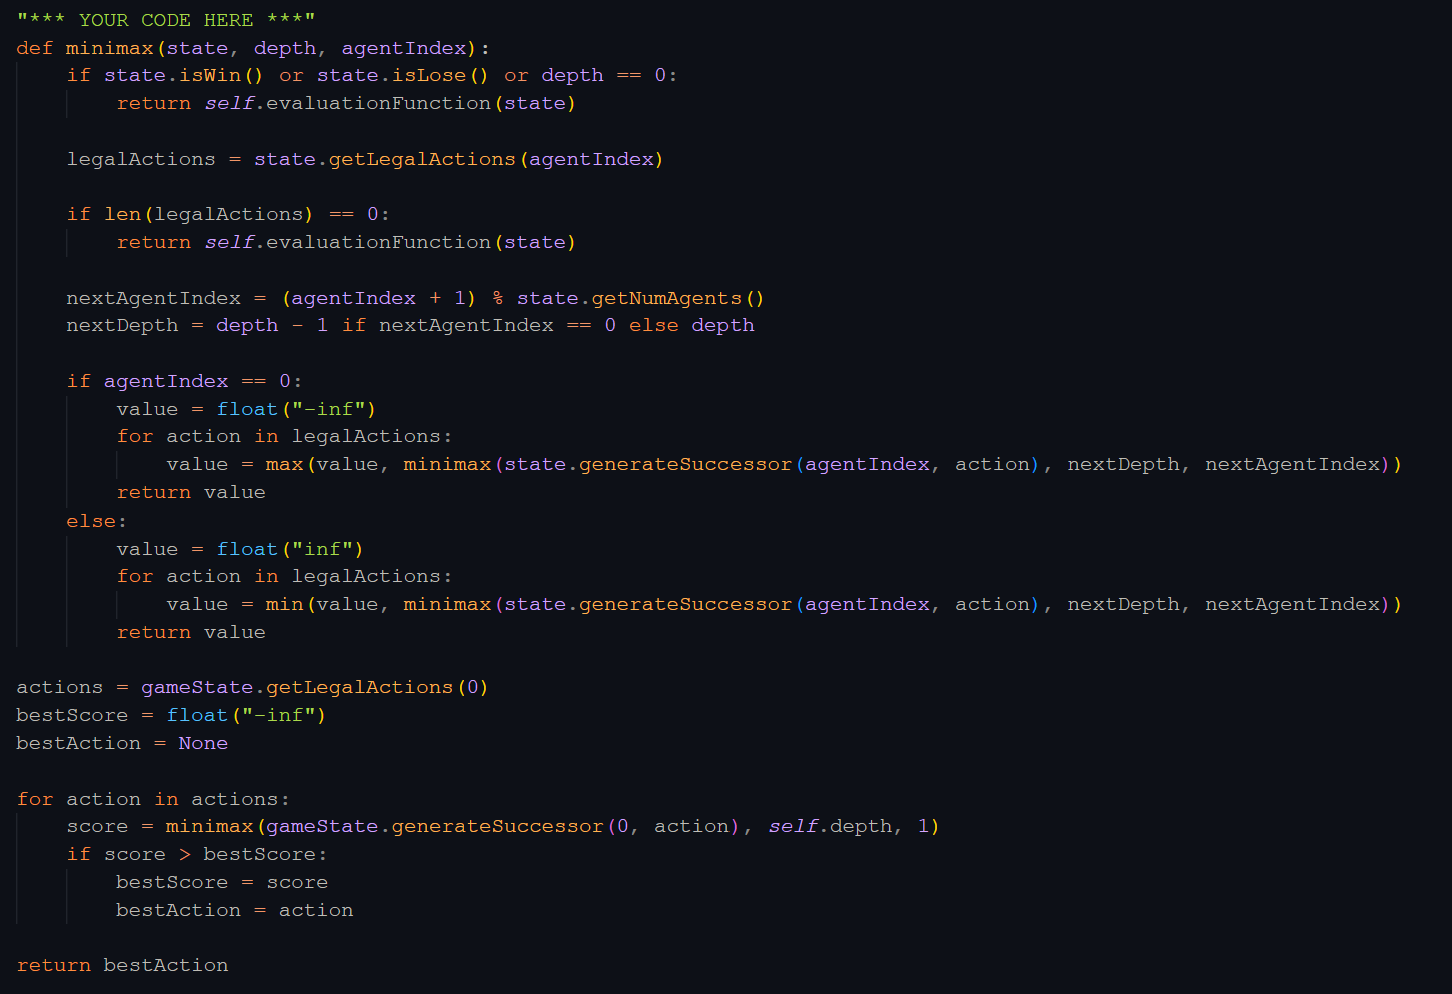 "*** YOUR CODE HERE ***"
def minimax(state, depth, agentIndex):
    if state.isWin() or state.isLose() or depth == 0:
        return self.evaluationFunction(state)

    legalActions = state.getLegalActions(agentIndex)

    if len(legalActions) == 0:
        return self.evaluationFunction(state)

    nextAgentIndex = (agentIndex + 1) % state.getNumAgents()
    nextDepth = depth - 1 if nextAgentIndex == 0 else depth

    if agentIndex == 0:
        value = float("-inf")
        for action in legalActions:
            value = max(value, minimax(state.generateSuccessor(agentIndex, action), nextDepth, nextAgentIndex))
        return value
    else:
        value = float("inf")
        for action in legalActions:
            value = min(value, minimax(state.generateSuccessor(agentIndex, action), nextDepth, nextAgentIndex))
        return value

actions = gameState.getLegalActions(0)
bestScore = float("-inf")
bestAction = None

for action in actions:
    score = minimax(gameState.generateSuccessor(0, action), self.depth, 1)
    if score > bestScore:
        bestScore = score
        bestAction = action

return bestAction